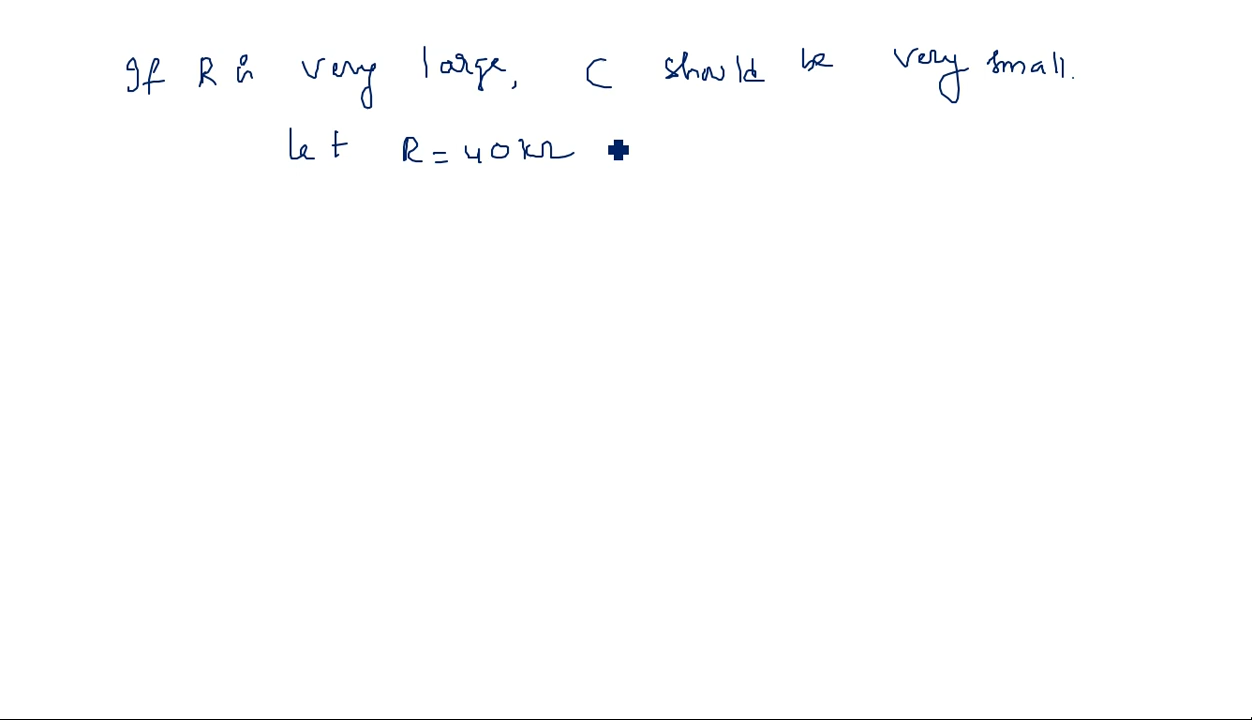 If R is very large, C should be very small.
let R = 40kΩ